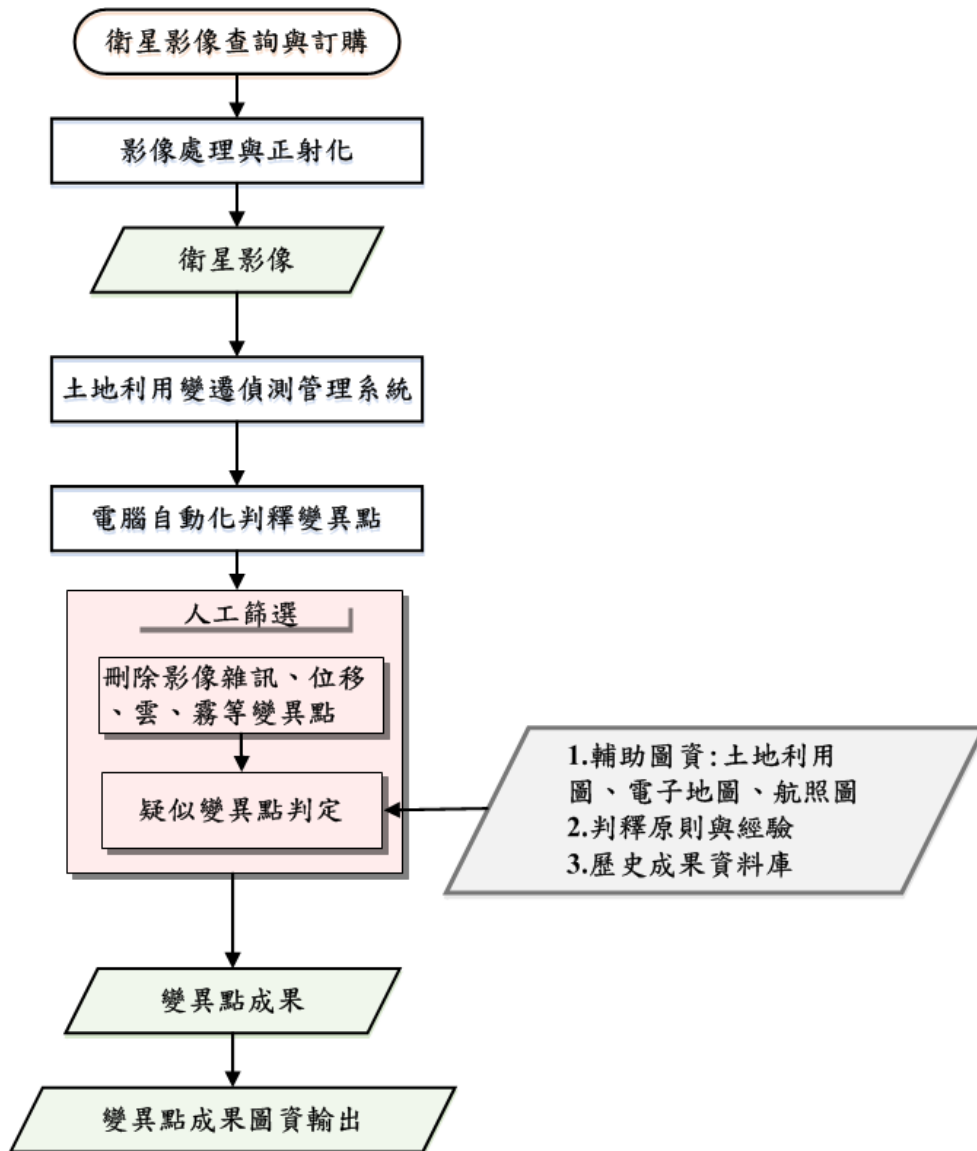 衛星影像查詢與訂購
影像處理與正射化
衛星影像
土地利用變遷偵測管理系統
電腦自動化判釋變異點
人工篩選
刪除影像雜訊、位移
、雲、霧等變異點
疑似變異點判定
1.輔助圖資:土地利用
圖、電子地圖、航照圖
2.判釋原則與經驗
3.歷史成果資料庫
變異點成果
變異點成果圖資輸出